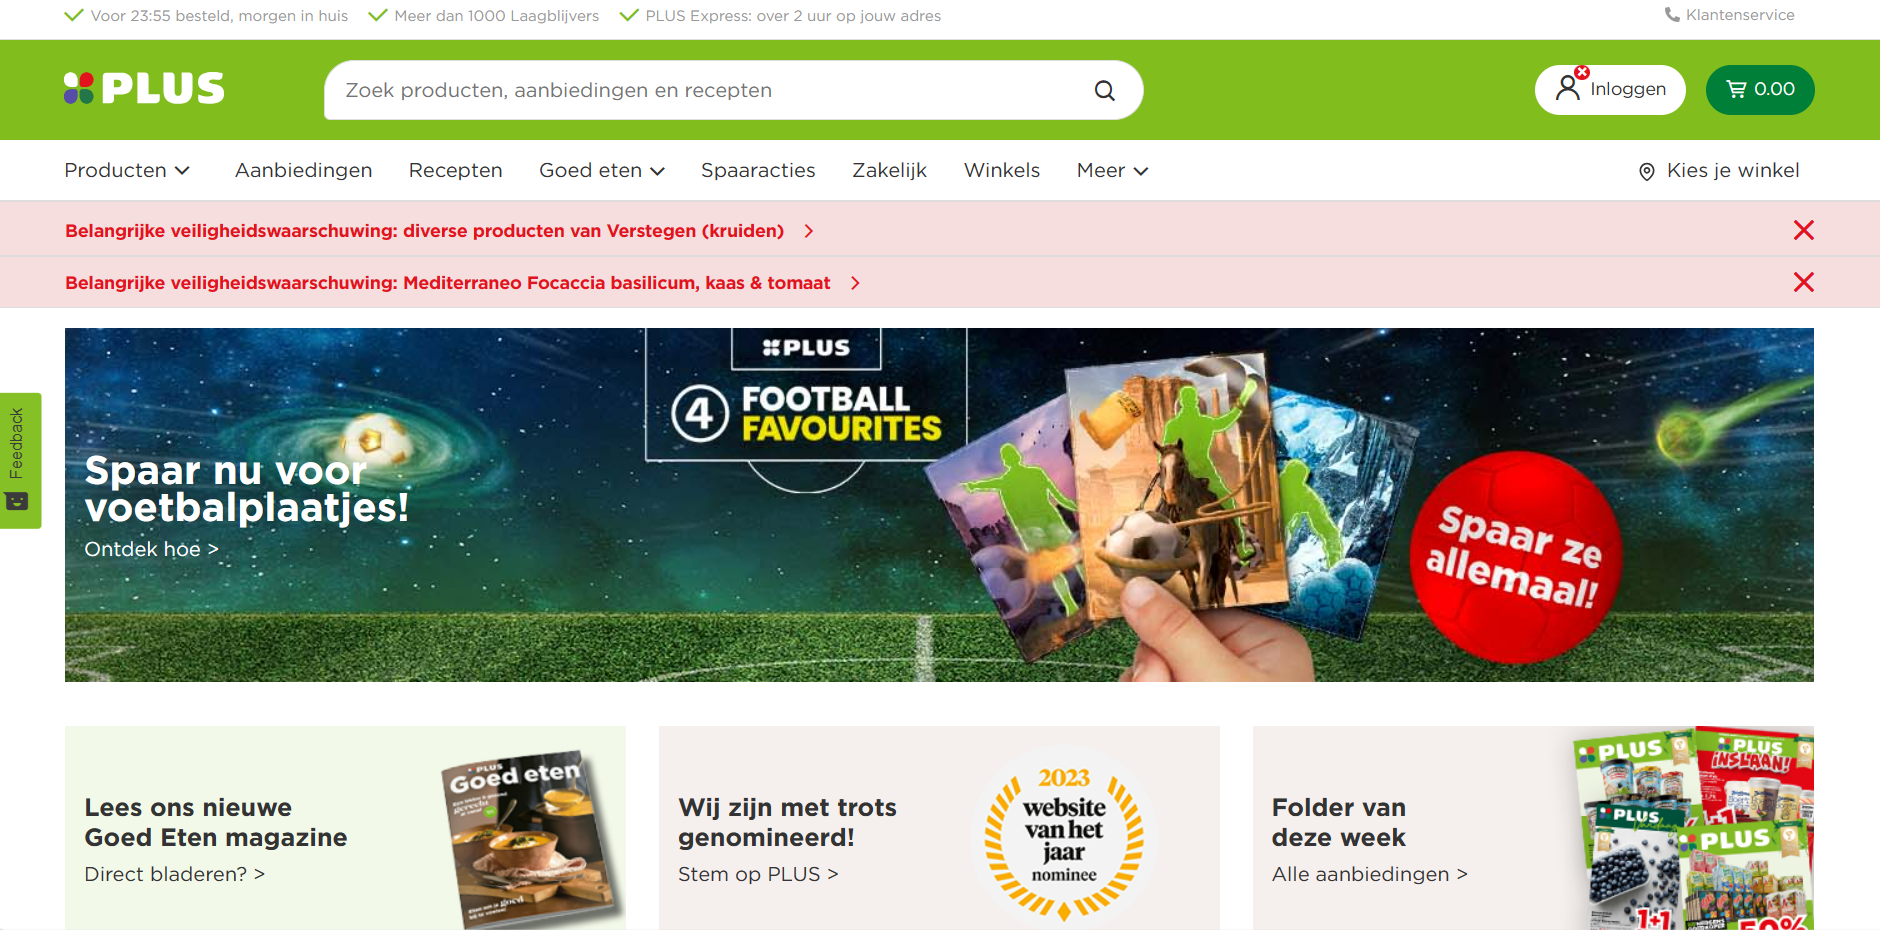 Voor 23:55 besteld, morgen in huis
Meer dan 1000 Laagblijvers
PLUS Express: over 2 uur op jouw adres
Klantenservice
PLUS
Zoek producten, aanbiedingen en recepten
Inloggen
0.00
Producten
Aanbiedingen
Recepten
Goed eten
Spaaracties
Zakelijk
Winkels
Meer
Kies je winkel
Belangrijke veiligheidswaarschuwing: diverse producten van Verstegen (kruiden)
Belangrijke veiligheidswaarschuwing: Mediterraneo Focaccia basilicum, kaas & tomaat
Feedback
PLUS
4
FOOTBALL
FAVOURITES
Spaar nu voor
voetbalplaatjes!
Ontdek hoe >
Spaar ze
allemaal!
Lees ons nieuwe
Goed Eten magazine
Direct bladeren? >
PLUS
Goed eten
Wij zijn met trots
genomineerd!
Stem op PLUS >
2023
website
van het
jaar
nominee
Folder van
deze week
Alle aanbiedingen >
PLUS
PLUS
INSLAAN!
PLUS
PLUS
1+1
50%